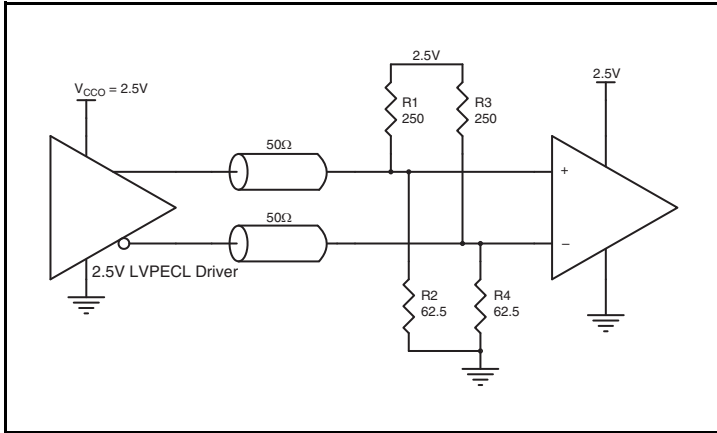 2.5V
V_CCO = 2.5V
R1
250
R3
250
2.5V
50Ω
+
50Ω
–
2.5V LVPECL Driver
R2
62.5
R4
62.5